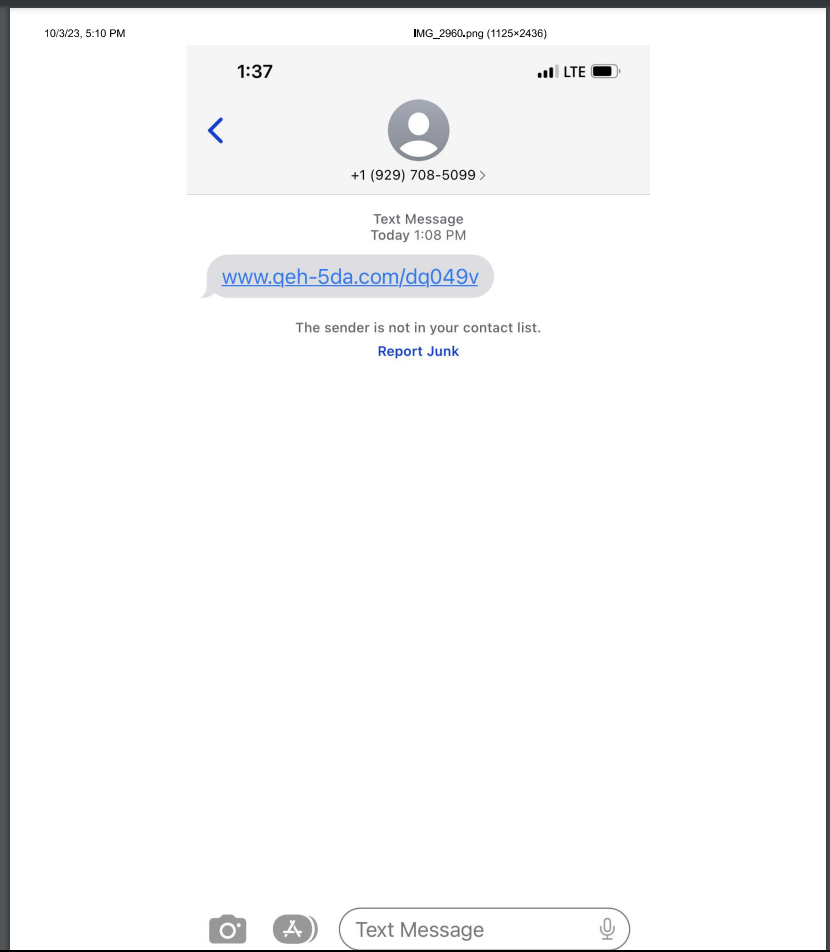 10/3/23, 5:10 PM IMG_2960.png (1125×2436)
1:37 LTE
+1 (929) 708-5099 >
Text Message
Today 1:08 PM
www.qeh-5da.com/dq049v
The sender is not in your contact list.
Report Junk
Text Message